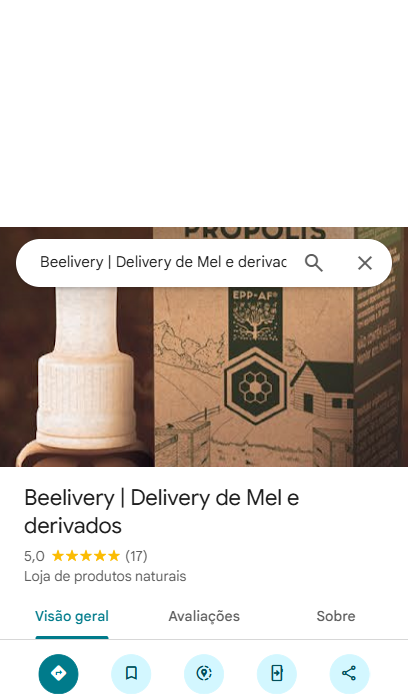 PROPOLIS
Beelivery | Delivery de Mel e derivad
EPP-AF®
Beelivery | Delivery de Mel e
derivados
5,0 ★★★★★ (17)
Loja de produtos naturais
Visão geral Avaliações Sobre